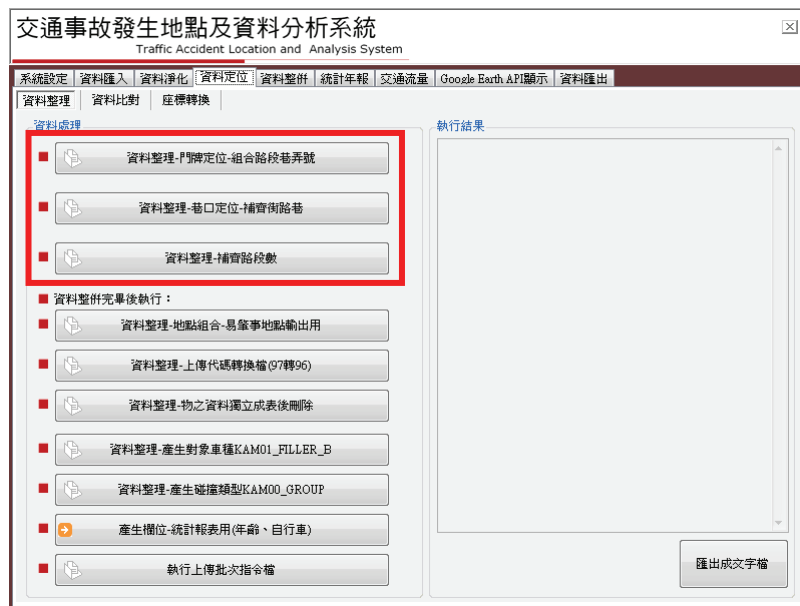 交通事故發生地點及資料分析系統
Traffic Accident Location and Analysis System
系統設定 資料匯入 資料淨化 資料定位 資料整併 統計年報 交通流量 Google Earth API顯示 資料匯出
資料整理 資料比對 座標轉換
資料處理
執行結果
資料整理-門牌定位-組合路段巷弄號
資料整理-巷口定位-補齊街路巷
資料整理-補齊路段數
資料整併完畢後執行：
資料整理-地點組合-易肇事地點輸出用
資料整理-上傳代碼轉換檔(97轉96)
資料整理-物之資料獨立成表後刪除
資料整理-產生對象車種KAM01_FILLER_B
資料整理-產生碰撞類型KAM00_GROUP
產生欄位-統計報表用(年齡、自行車)
執行上傳批次指令檔
匯出成文字檔